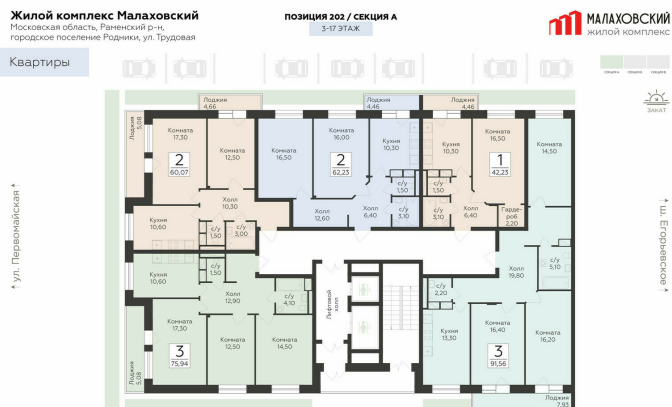 Жилой комплекс Малаховский
Московская область, Раменский р-н,
городское поселение Родники, ул. Трудовая
ПОЗИЦИЯ 202 / СЕКЦИЯ А
3-17 ЭТАЖ
МАЛАХОВСКИЙ
жилой комплекс
Квартиры
ЗАКАТ
ул. Первомайская
ш. Егорьевское
Лоджия
5,08
Лоджия
4,66
Комната
17,30
Комната
12,50
2
60,07
Холл
10,30
Кухня
10,60
с/у
1,50
с/у
3,00
Комната
16,50
Лоджия
4,46
Комната
16,00
2
62,23
Кухня
10,30
с/у
1,50
Холл
12,60
Холл
6,40
с/у
3,10
Лоджия
4,46
Кухня
10,30
Комната
16,50
1
42,23
с/у
1,50
с/у
3,10
Холл
6,40
Гарде-
роб
2,20
Комната
14,50
Кухня
10,60
с/у
1,50
Холл
12,90
с/у
4,10
Комната
17,30
3
75,94
Комната
12,50
Комната
14,50
Лоджия
5,08
Лифтовой
холл
с/у
2,20
Холл
19,80
с/у
5,10
Кухня
13,30
Комната
16,40
3
91,56
Комната
16,20
Лоджия
7,93